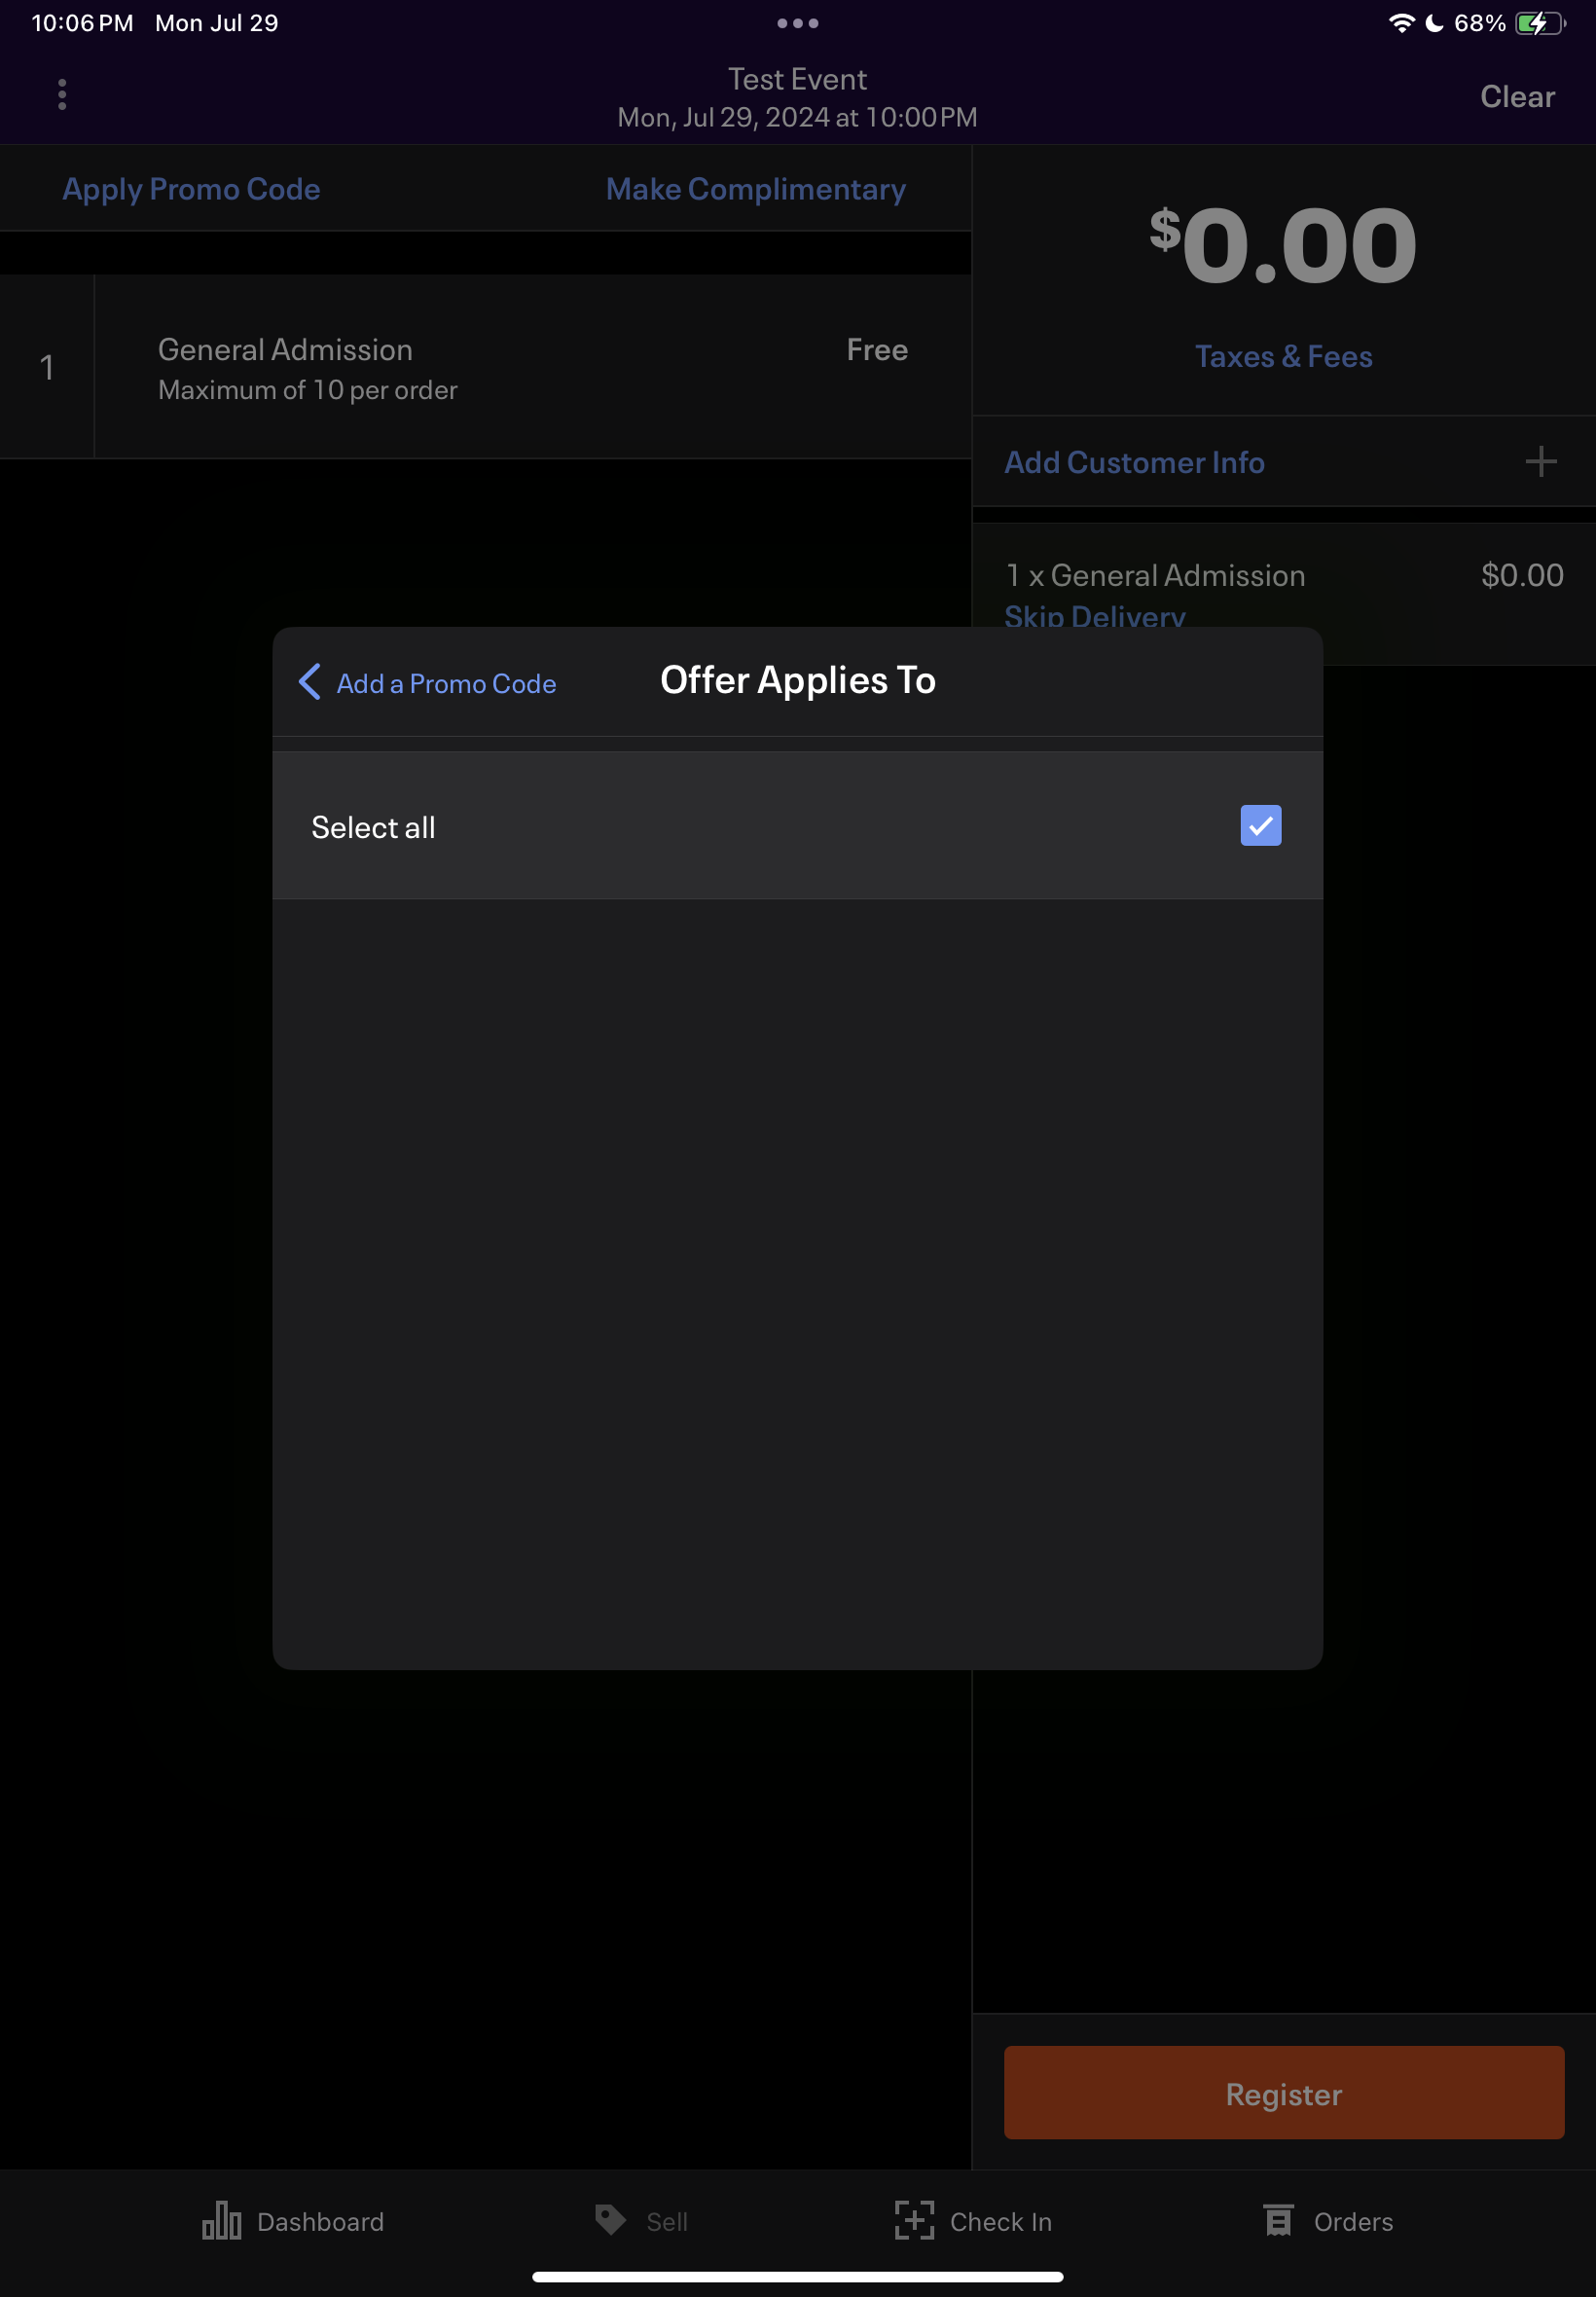 10:06 PM Mon Jul 29
68%
Test Event
Mon, Jul 29, 2024 at 10:00 PM
Clear
Apply Promo Code
Make Complimentary
$0.00
Taxes & Fees
1
General Admission
Free
Maximum of 10 per order
Add Customer Info
1 x General Admission
$0.00
Skip Delivery
Add a Promo Code
Offer Applies To
Select all
Register
Dashboard
Sell
Check In
Orders